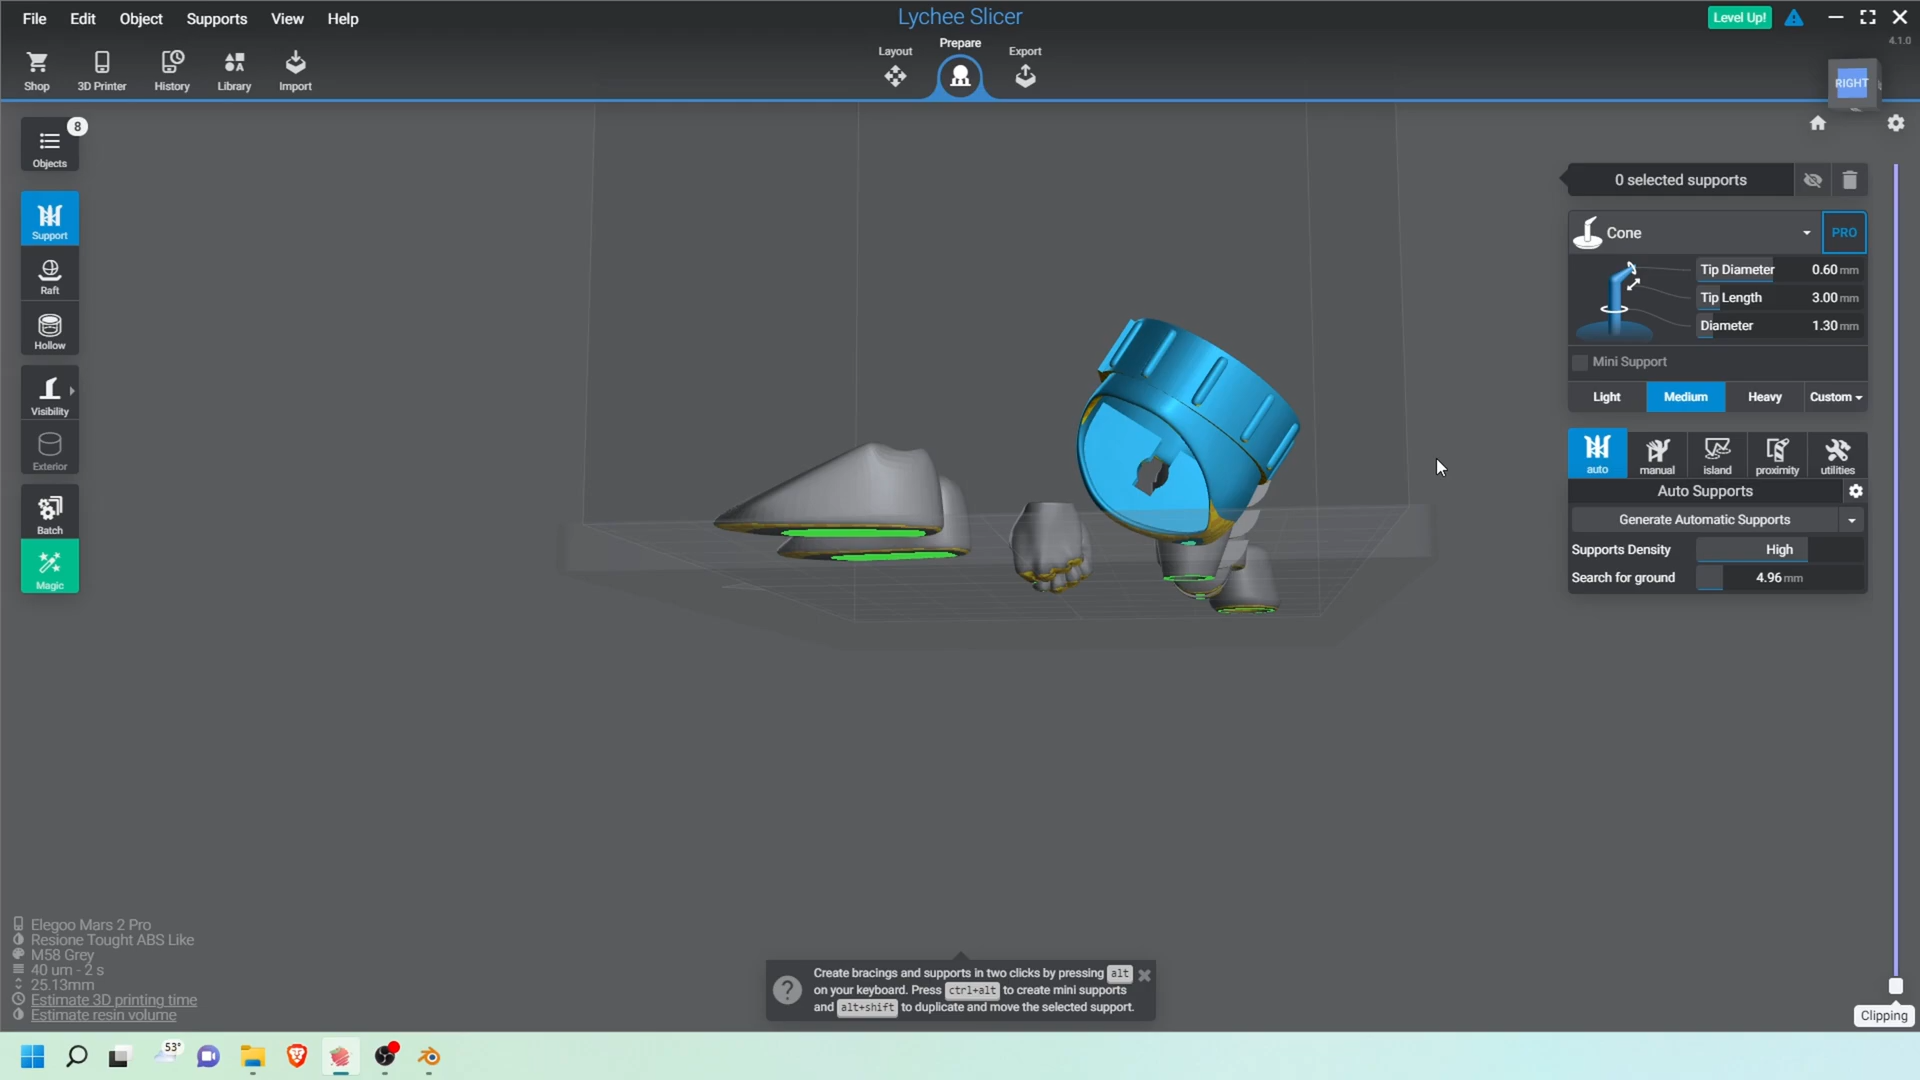 File Edit Object Supports View Help
Lychee Slicer
Level Up!
4.1.0
Shop 3D Printer History Library Import
Layout Prepare Export
RIGHT
8
Objects
Support
Raft
Hollow
Visibility
Exterior
Batch
Magic
0 selected supports
Cone PRO
Tip Diameter 0.60 mm
Tip Length 3.00 mm
Diameter 1.30 mm
Mini Support
Light Medium Heavy Custom
auto manual island proximity utilities
Auto Supports
Generate Automatic Supports
Supports Density High
Search for ground 4.96 mm
Elegoo Mars 2 Pro
Resione Tought ABS Like
M58 Grey
40 um - 2 s
25.13mm
Estimate 3D printing time
Estimate resin volume
? Create bracings and supports in two clicks by pressing alt
on your keyboard. Press ctrl+alt to create mini supports
and alt+shift to duplicate and move the selected support.
Clipping
53°